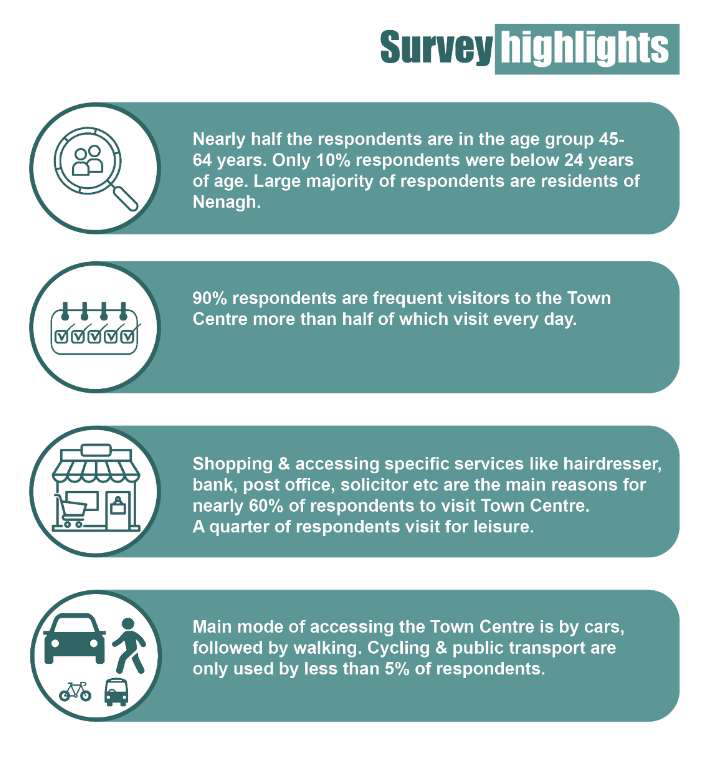 Survey highlights
Nearly half the respondents are in the age group 45-
64 years. Only 10% respondents were below 24 years
of age. Large majority of respondents are residents of
Nenagh.
90% respondents are frequent visitors to the Town
Centre more than half of which visit every day.
Shopping & accessing specific services like hairdresser,
bank, post office, solicitor etc are the main reasons for
nearly 60% of respondents to visit Town Centre.
A quarter of respondents visit for leisure.
Main mode of accessing the Town Centre is by cars,
followed by walking. Cycling & public transport are
only used by less than 5% of respondents.